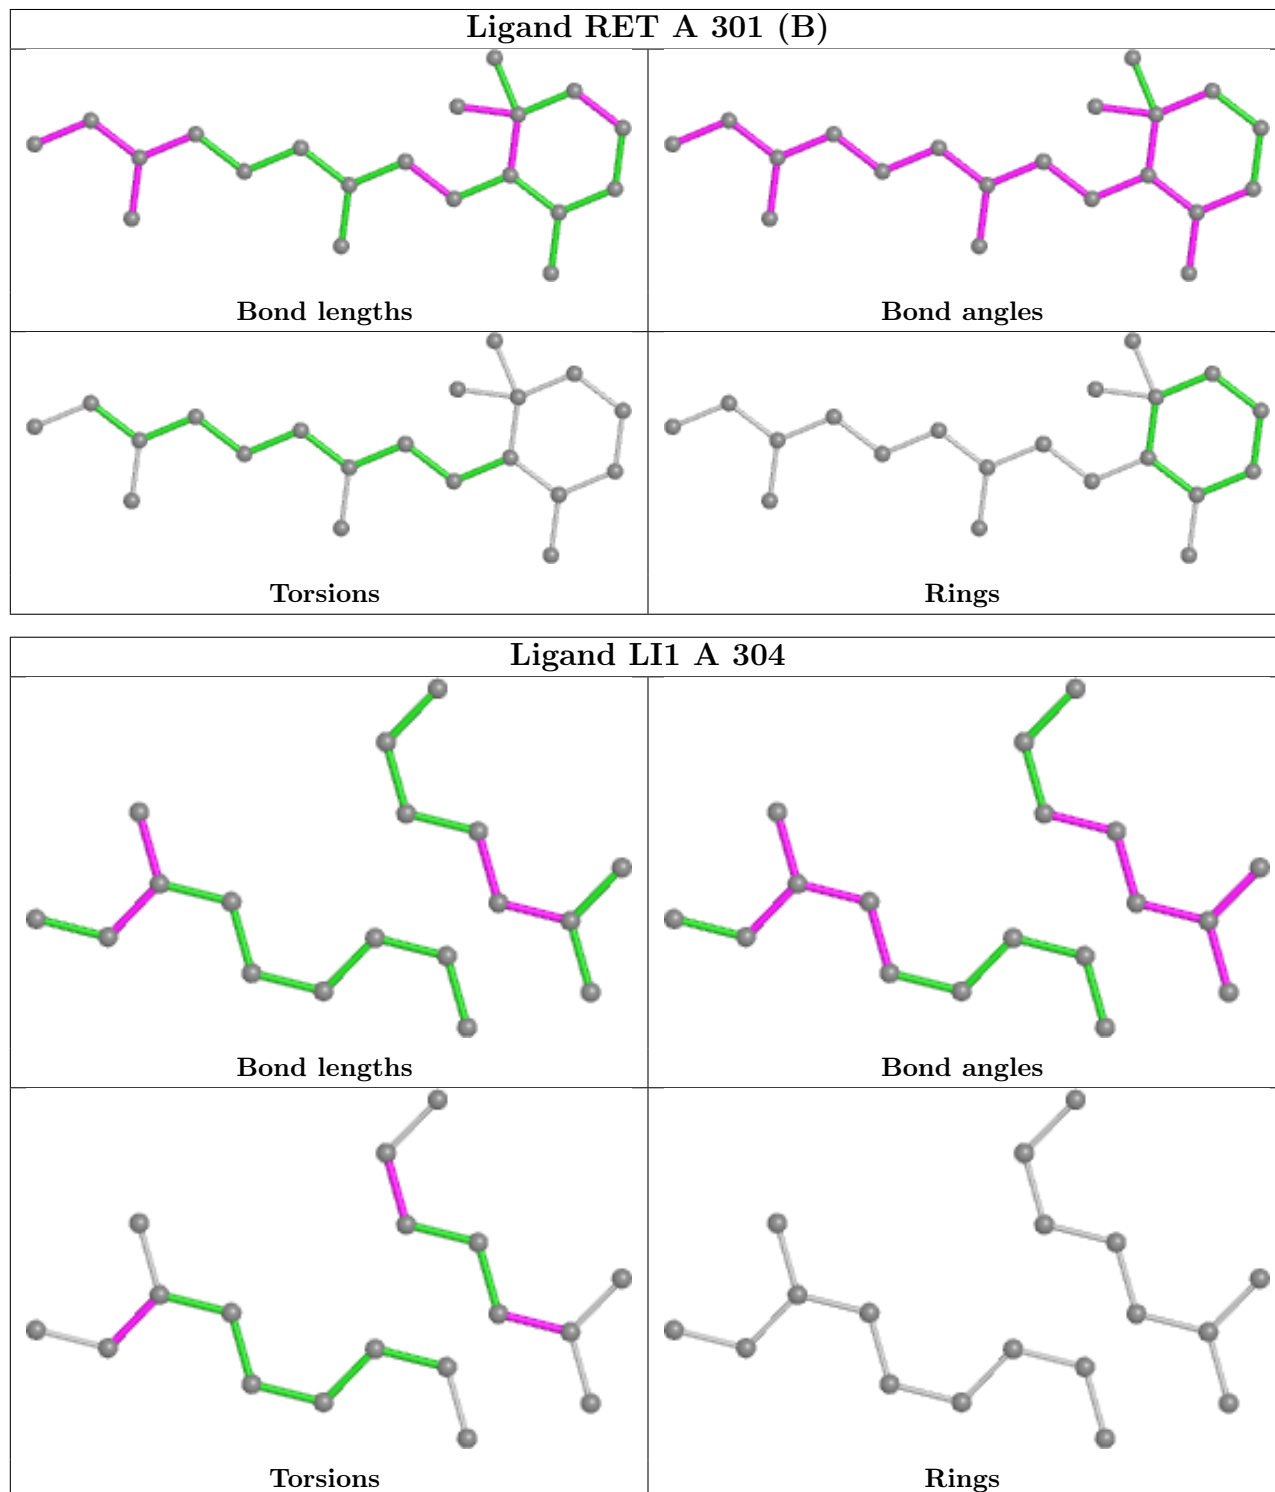 Ligand RET A 301 (B)
Bond lengths
Bond angles
Torsions
Rings
Ligand LI1 A 304
Bond lengths
Bond angles
Torsions
Rings